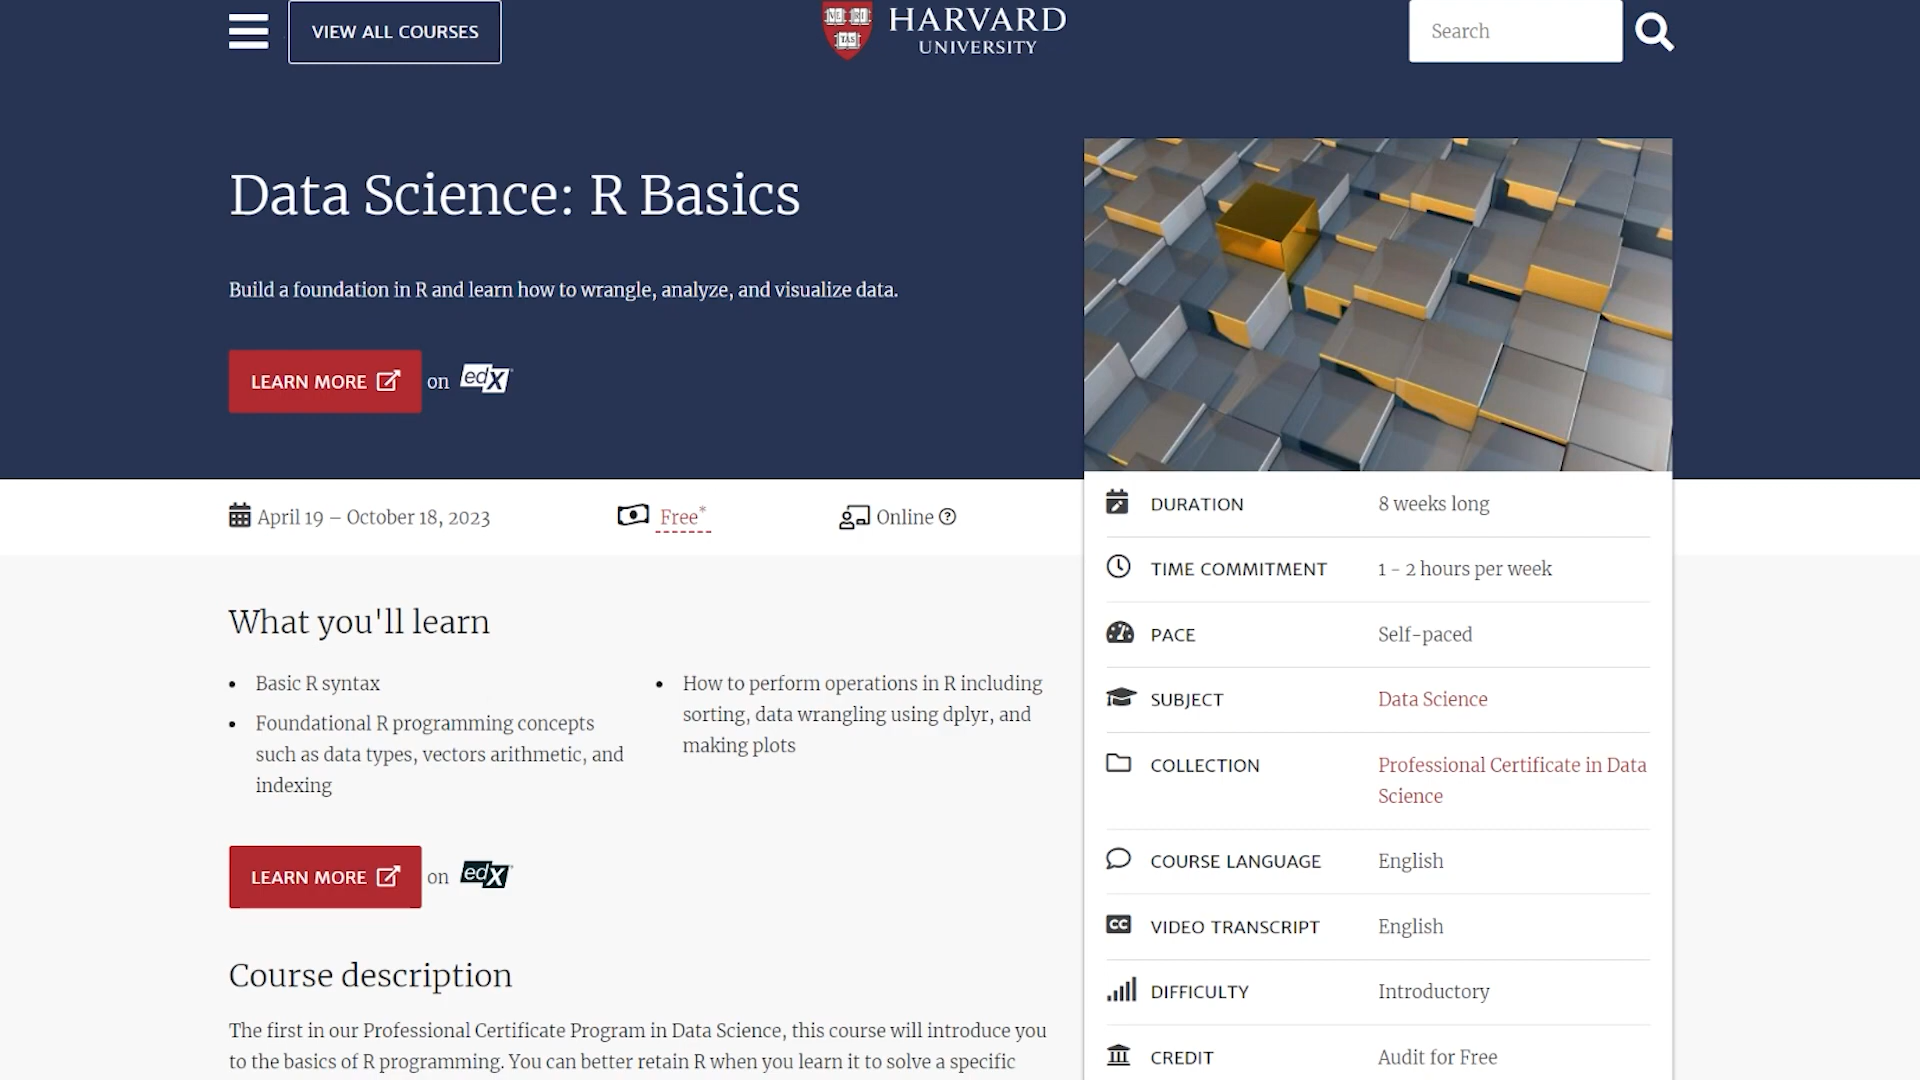 VIEW ALL COURSES
VE RI
TAS
HARVARD
UNIVERSITY
Search
Data Science: R Basics
Build a foundation in R and learn how to wrangle, analyze, and visualize data.
LEARN MORE on edX
April 19 – October 18, 2023
Free*
Online
What you'll learn
• Basic R syntax
• Foundational R programming concepts
such as data types, vectors arithmetic, and
indexing
• How to perform operations in R including
sorting, data wrangling using dplyr, and
making plots
LEARN MORE on edX
Course description
The first in our Professional Certificate Program in Data Science, this course will introduce you
to the basics of R programming. You can better retain R when you learn it to solve a specific
DURATION 8 weeks long
TIME COMMITMENT 1 - 2 hours per week
PACE Self-paced
SUBJECT Data Science
COLLECTION Professional Certificate in Data
Science
COURSE LANGUAGE English
CC VIDEO TRANSCRIPT English
DIFFICULTY Introductory
CREDIT Audit for Free